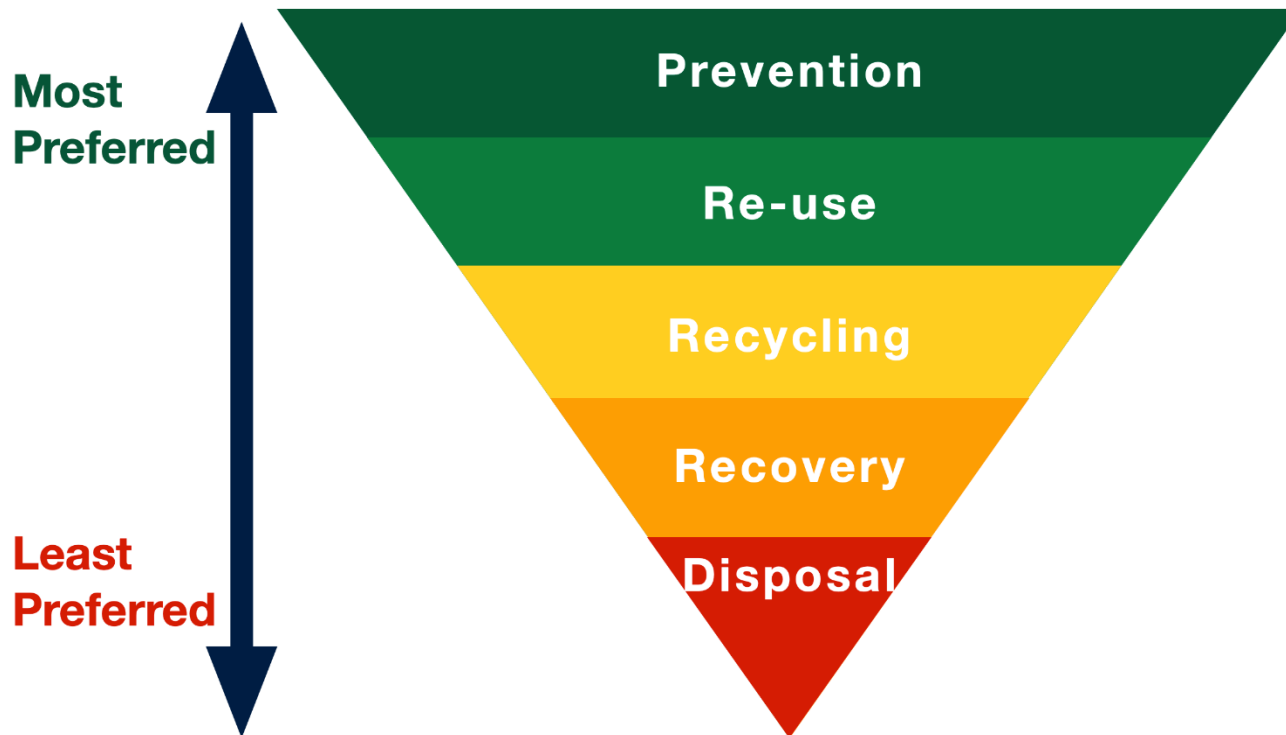 Most
Preferred
Prevention
Re-use
Recycling
Recovery
Disposal
Least
Preferred